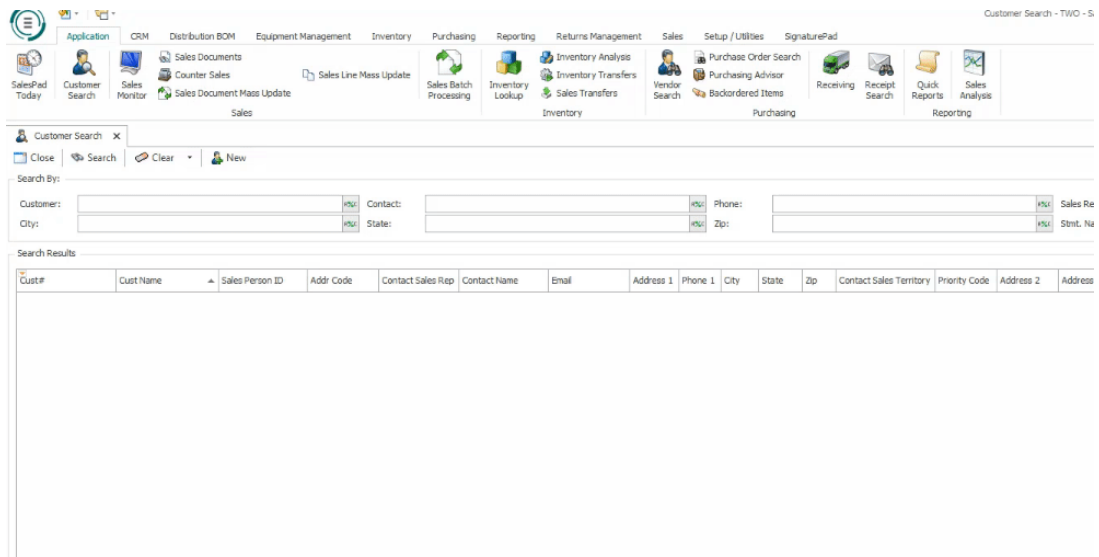 Customer Search - TWO - S
Application CRM Distribution BOM Equipment Management Inventory Purchasing Reporting Returns Management Sales Setup / Utilities SignaturePad
SalesPad Today
Customer Search
Sales Monitor
Sales Documents
Counter Sales
Sales Document Mass Update
Sales Line Mass Update
Sales Batch Processing
Inventory Lookup
Inventory Analysis
Inventory Transfers
Sales Transfers
Vendor Search
Purchase Order Search
Purchasing Advisor
Backordered Items
Receiving
Receipt Search
Quick Reports
Sales Analysis
Sales Inventory Purchasing Reporting
Customer Search X
Close Search Clear New
Search By:
Customer: Contact: Phone: Sales Re
City: State: Zip: Stmt. Na
Search Results
Cust# Cust Name Sales Person ID Addr Code Contact Sales Rep Contact Name Email Address 1 Phone 1 City State Zip Contact Sales Territory Priority Code Address 2 Address